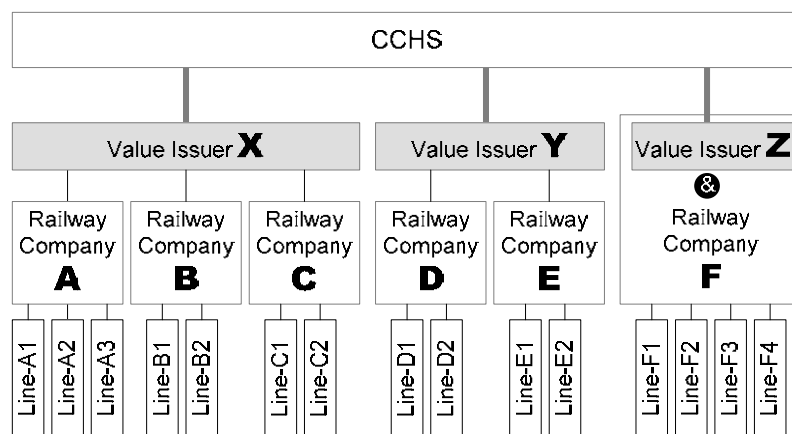 CCHS
Value Issuer X
Value Issuer Y
Value Issuer Z
&
Railway
Company
A
Railway
Company
B
Railway
Company
C
Railway
Company
D
Railway
Company
E
Railway
Company
F
Line-A1
Line-A2
Line-A3
Line-B1
Line-B2
Line-C1
Line-C2
Line-D1
Line-D2
Line-E1
Line-E2
Line-F1
Line-F2
Line-F3
Line-F4